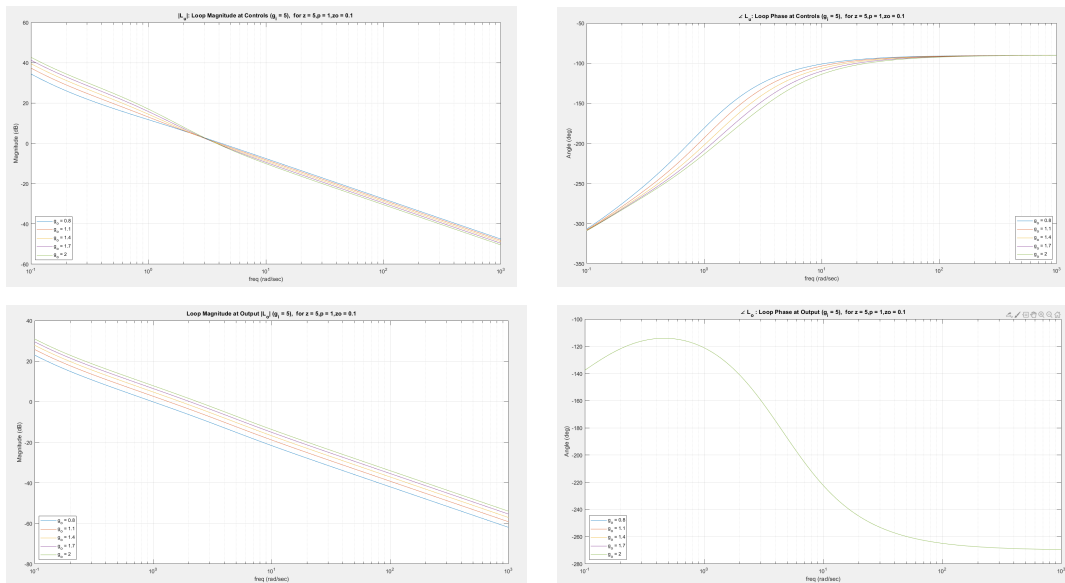 |L_u|: Loop Magnitude at Controls (g_i = 5),  for z = 5,p = 1,zo = 0.1
60
40
20
0
-20
-40
-60
Magnitude (dB)
g_o = 0.8
g_o = 1.1
g_o = 1.4
g_o = 1.7
g_o = 2
10^-1
10^0
10^1
10^2
10^3
freq (rad/sec)
∠ L_u: Loop Phase at Controls (g_i = 5),  for z = 5,p = 1,zo = 0.1
-50
-100
-150
-200
-250
-300
-350
Angle (deg)
g_o = 0.8
g_o = 1.1
g_o = 1.4
g_o = 1.7
g_o = 2
10^-1
10^0
10^1
10^2
10^3
freq (rad/sec)
Loop Magnitude at Output |L_o| (g_i = 5),  for z = 5,p = 1,zo = 0.1
40
20
0
-20
-40
-60
-80
Magnitude (dB)
g_o = 0.8
g_o = 1.1
g_o = 1.4
g_o = 1.7
g_o = 2
10^-1
10^0
10^1
10^2
10^3
freq (rad/sec)
∠ L_o : Loop Phase at Output (g_i = 5),  for z = 5,p = 1,zo = 0.1
-100
-120
-140
-160
-180
-200
-220
-240
-260
-280
Angle (deg)
g_o = 0.8
g_o = 1.1
g_o = 1.4
g_o = 1.7
g_o = 2
10^-1
10^0
10^1
10^2
10^3
freq (rad/sec)